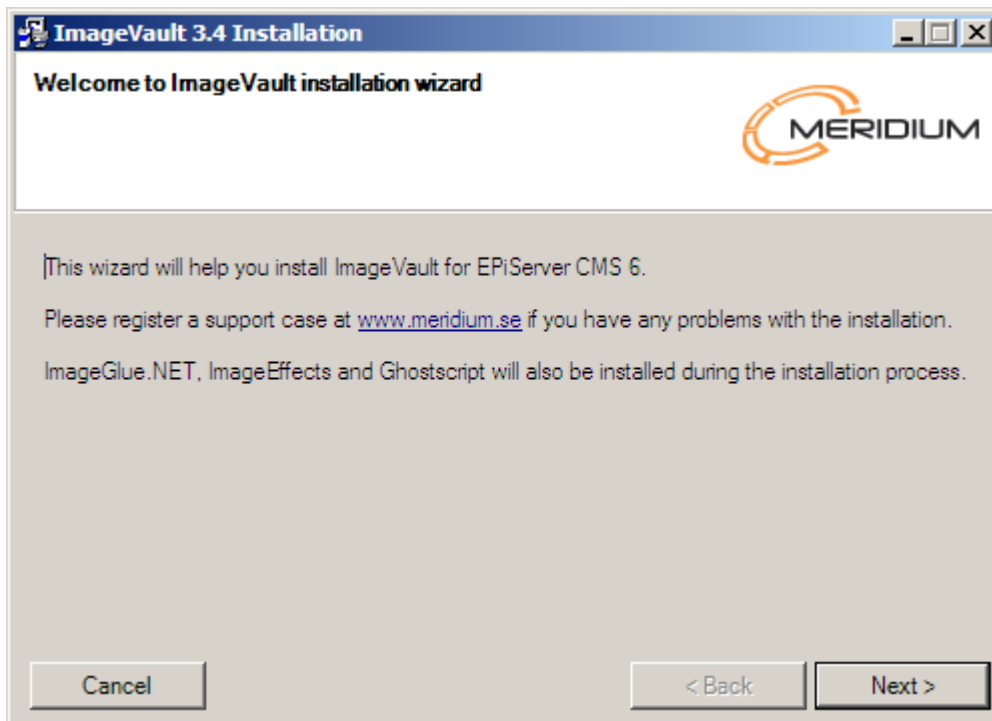 ImageVault 3.4 Installation
Welcome to ImageVault installation wizard
MERIDIUM
This wizard will help you install ImageVault for EPiServer CMS 6.
Please register a support case at www.meridium.se if you have any problems with the installation.
ImageGlue.NET, ImageEffects and Ghostscript will also be installed during the installation process.
Cancel
< Back
Next >